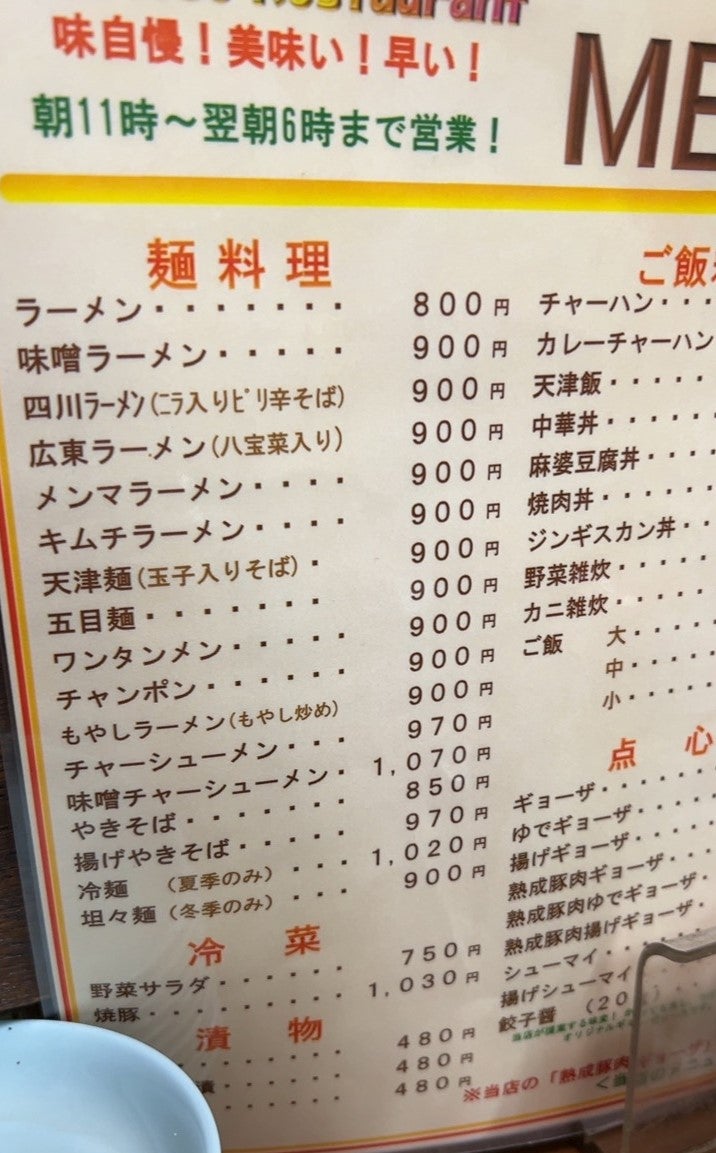 Restaurant
味自慢！美味い！早い！
朝11時～翌朝6時まで営業！
麺料理
ラーメン・・・・・・・ 800円
味噌ラーメン・・・・・ 900円
四川ラーメン(ニラ入りピリ辛そば) 900円
広東ラーメン(八宝菜入り) 900円
メンマラーメン・・・・ 900円
キムチラーメン・・・・ 900円
天津麺(玉子入りそば)・ 900円
五目麺・・・・・・・ 900円
ワンタンメン・・・・・ 900円
チャンポン・・・・・・ 900円
もやしラーメン(もやし炒め) 900円
チャーシューメン・・・ 970円
味噌チャーシューメン・ 1,070円
やきそば・・・・・・・ 850円
揚げやきそば・・・・・ 970円
冷麺 (夏季のみ)・・・ 1,020円
坦々麺(冬季のみ)・・・ 900円
冷菜
野菜サラダ・・・・・・ 750円
焼豚・・・・・・・・・ 1,030円
漬物
480円
漬 480円
480円
ME
ご飯
チャーハン・・・
カレーチャーハン
天津飯・・・・・
中華丼・・・・・
麻婆豆腐丼・・・
焼肉丼・・・・・
ジンギスカン丼・・
野菜雑炊・・・・・
カニ雑炊・・・・・
ご飯 大・・・・・
中・・・・・
小・・・・・
点心
ギョーザ・・・・・・
ゆでギョーザ・・・・
揚げギョーザ・・・・
熟成豚肉ギョーザ・・・
熟成豚肉ゆでギョーザ・
熟成豚肉揚げギョーザ・
シューマイ・・・・・
揚げシューマイ
餃子醤 (20
※当店の「熟成豚肉ギョーザ」